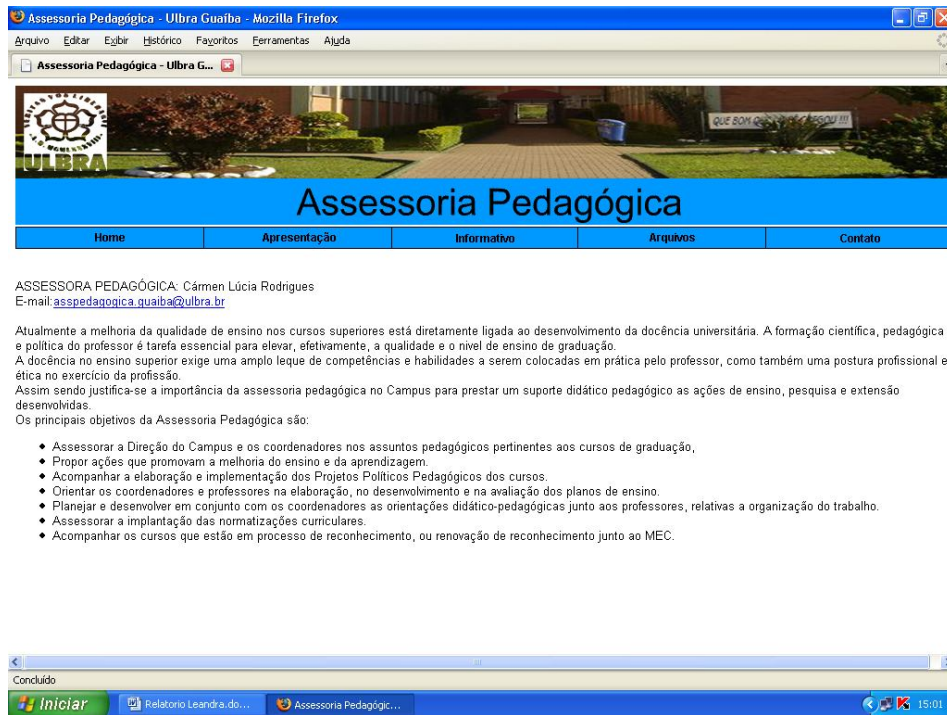 Assessoria Pedagógica - Ulbra Guaíba - Mozilla Firefox
Arquivo Editar Exibir Histórico Favoritos Ferramentas Ajuda
Assessoria Pedagógica - Ulbra G...
QUE BOM
ULBRA
Assessoria Pedagógica
Home Apresentação Informativo Arquivos Contato
ASSESSORA PEDAGÓGICA: Cármen Lúcia Rodrigues
E-mail:asspedagogica.guaiba@ulbra.br
Atualmente a melhoria da qualidade de ensino nos cursos superiores está diretamente ligada ao desenvolvimento da docência universitária. A formação científica, pedagógica
e política do professor é tarefa essencial para elevar, efetivamente, a qualidade e o nivel de ensino de graduação.
A docência no ensino superior exige uma amplo leque de competências e habilidades a serem colocadas em prática pelo professor, como também uma postura profissional e
ética no exercício da profissão.
Assim sendo justifica-se a importância da assessoria pedagógica no Campus para prestar um suporte didático pedagógico as ações de ensino, pesquisa e extensão
desenvolvidas.
Os principais objetivos da Assessoria Pedagógica são:
Assessorar a Direção do Campus e os coordenadores nos assuntos pedagógicos pertinentes aos cursos de graduação,
Propor ações que promovam a melhoria do ensino e da aprendizagem.
Acompanhar a elaboração e implementação dos Projetos Políticos Pedagógicos dos cursos.
Orientar os coordenadores e professores na elaboração, no desenvolvimento e na avaliação dos planos de ensino.
Planejar e desenvolver em conjunto com os coordenadores as orientações didático-pedagógicas junto aos professores, relativas a organização do trabalho.
Assessorar a implantação das normatizações curriculares.
Acompanhar os cursos que estão em processo de reconhecimento, ou renovação de reconhecimento junto ao MEC.
Concluído
Iniciar Relatorio Leandra.do... Assessoria Pedagógic... 15:01